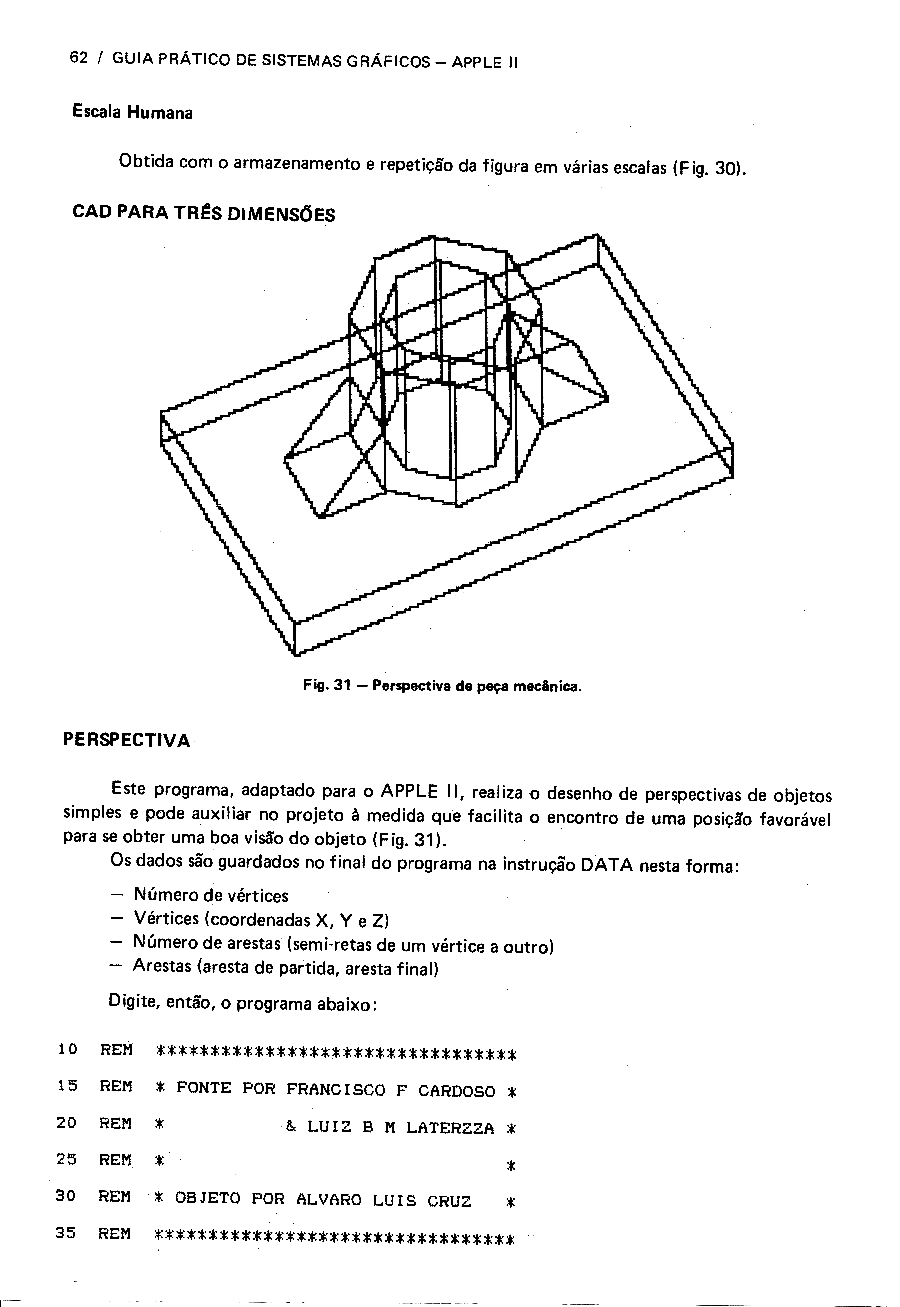 62 / GUIA PRÁTICO DE SISTEMAS GRÁFICOS — APPLE II
Escala Humana
Obtida com o armazenamento e repetição da figura em várias escalas (Fig. 30).
CAD PARA TRÊS DIMENSÕES
Fig. 31 — Perspectiva de peça mecânica.
PERSPECTIVA
Este programa, adaptado para o APPLE II, realiza o desenho de perspectivas de objetos
simples e pode auxiliar no projeto à medida que facilita o encontro de uma posição favorável
para se obter uma boa visão do objeto (Fig. 31).
Os dados são guardados no final do programa na instrução DATA nesta forma:
— Número de vértices
— Vértices (coordenadas X, Y e Z)
— Número de arestas (semi-retas de um vértice a outro)
— Arestas (aresta de partida, aresta final)
Digite, então, o programa abaixo:
10 REM *********************************
15 REM * FONTE POR FRANCISCO F CARDOSO *
20 REM * & LUIZ B M LATERZZA *
25 REM * *
30 REM * OBJETO POR ALVARO LUIS CRUZ *
35 REM *********************************